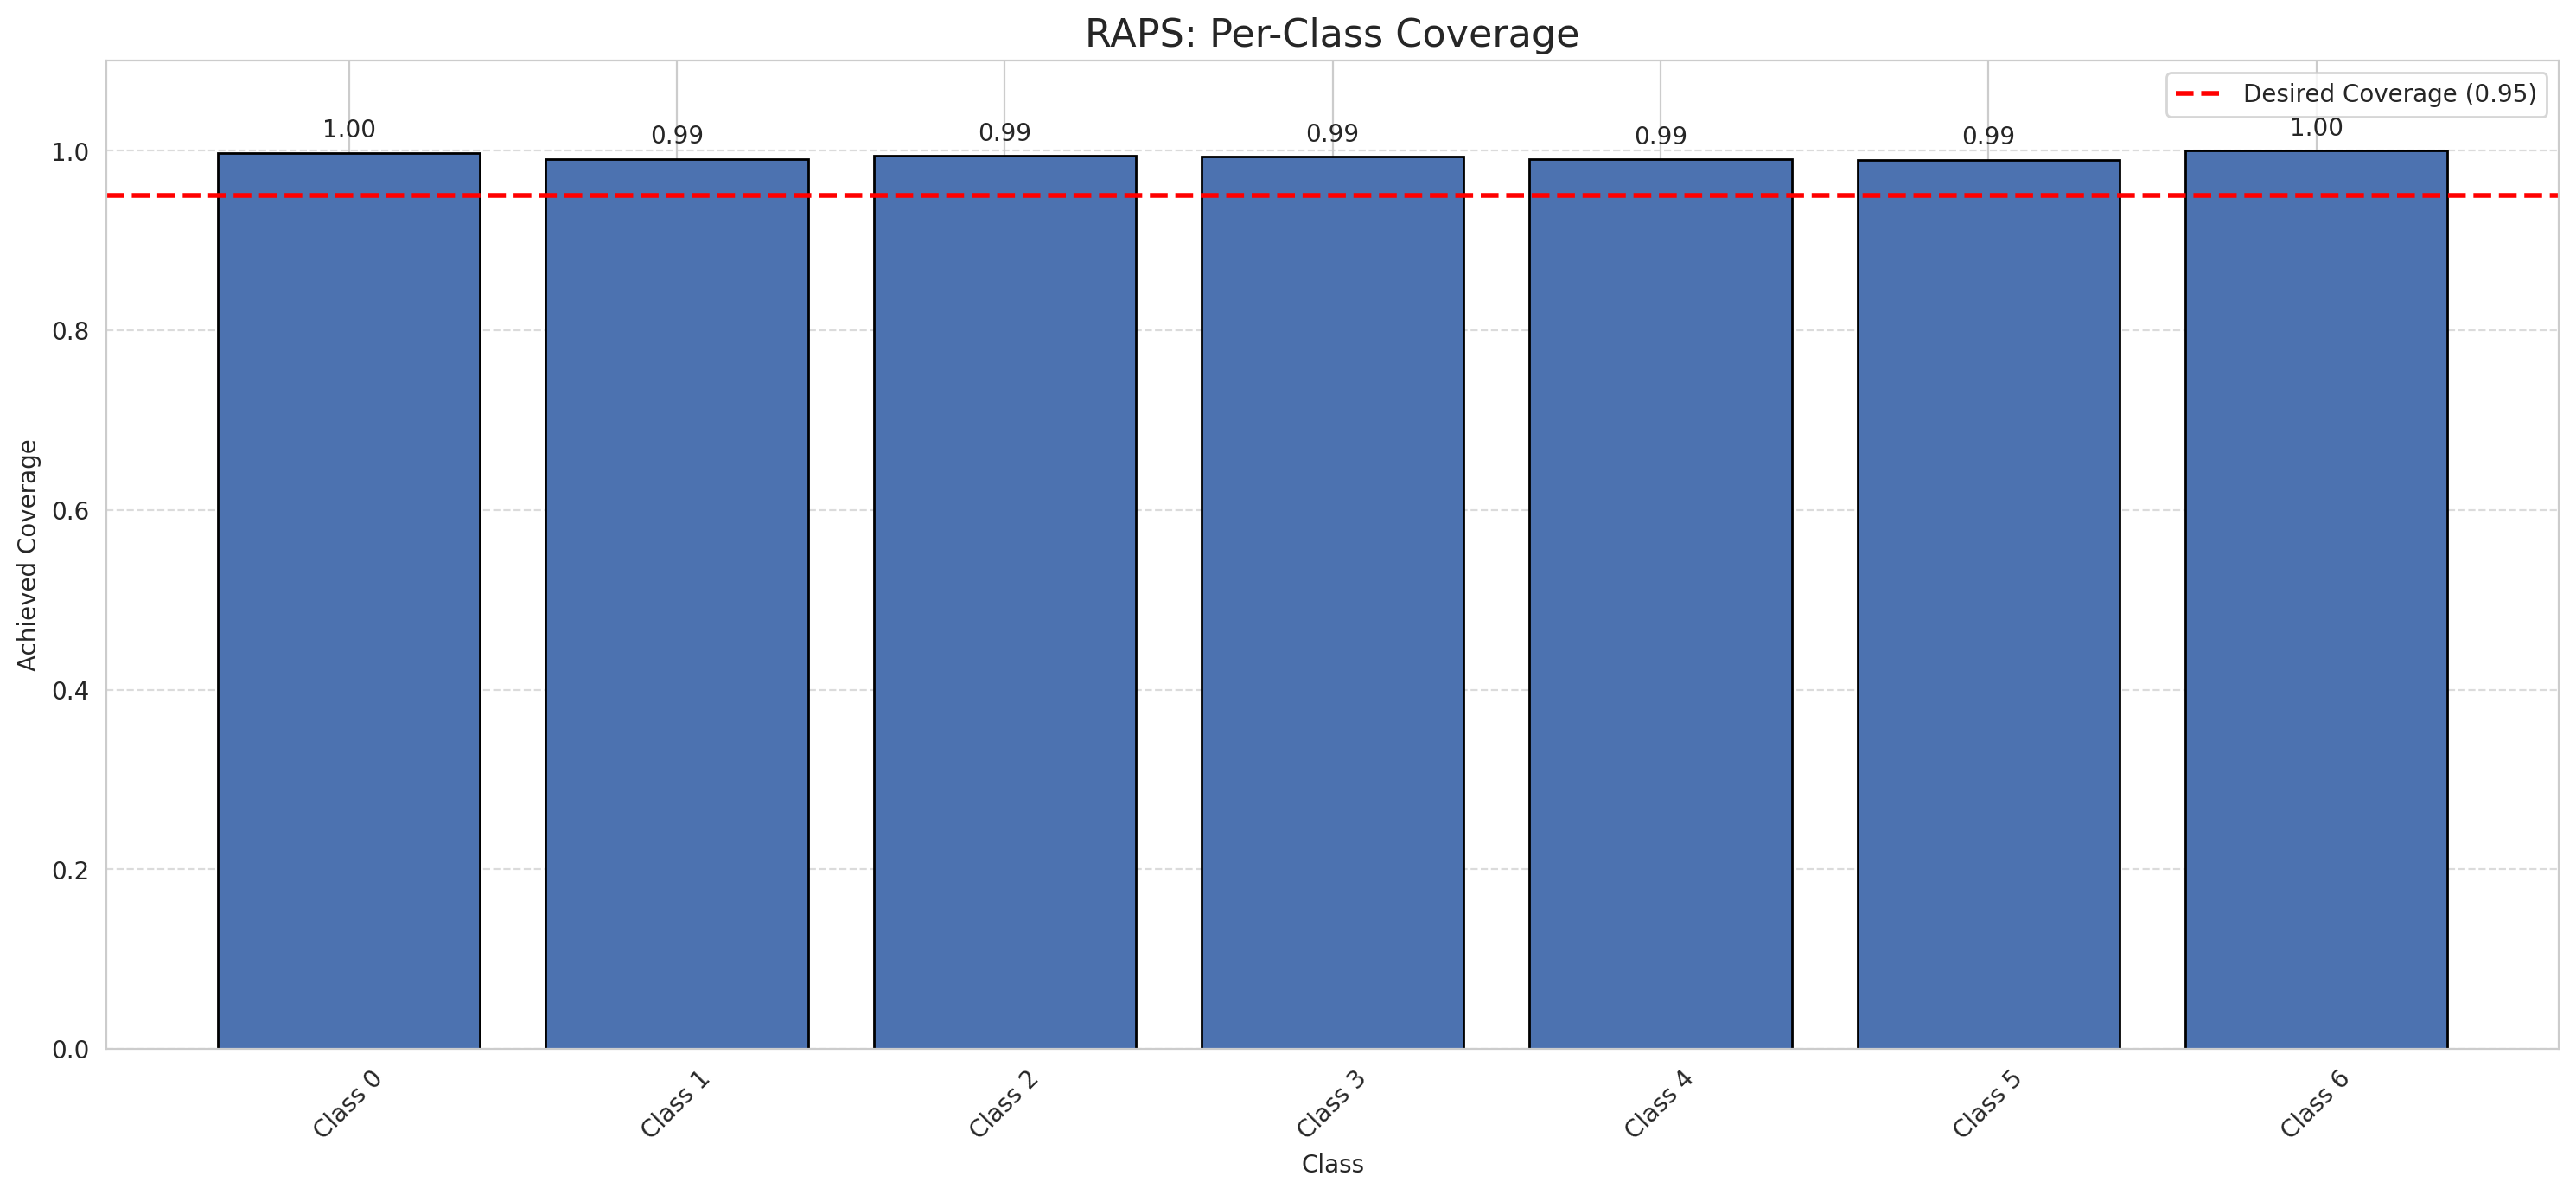 RAPS: Per-Class Coverage
Desired Coverage (0.95)
1.00
0.99
0.99
0.99
0.99
0.99
1.00
Achieved Coverage
1.0
0.8
0.6
0.4
0.2
0.0
Class 0
Class 1
Class 2
Class 3
Class 4
Class 5
Class 6
Class